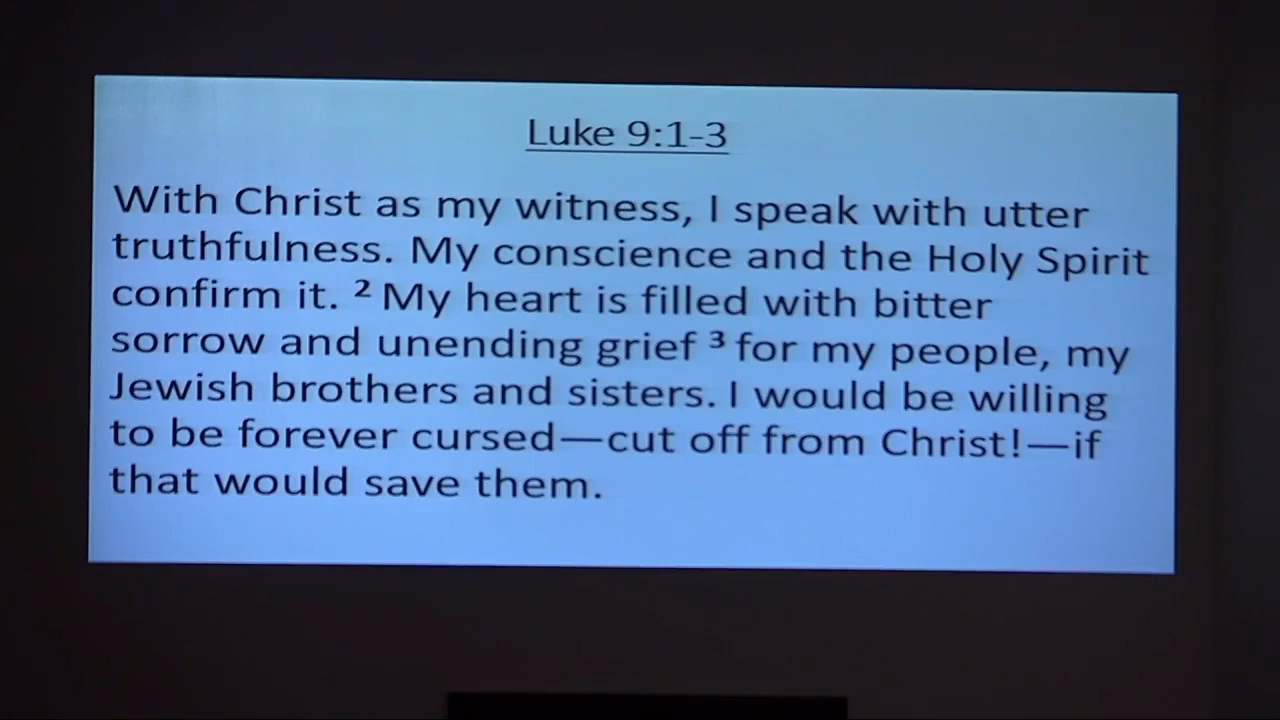 Luke 9:1-3
With Christ as my witness, I speak with utter
truthfulness. My conscience and the Holy Spirit
confirm it. ² My heart is filled with bitter
sorrow and unending grief ³ for my people, my
Jewish brothers and sisters. I would be willing
to be forever cursed—cut off from Christ!—if
that would save them.